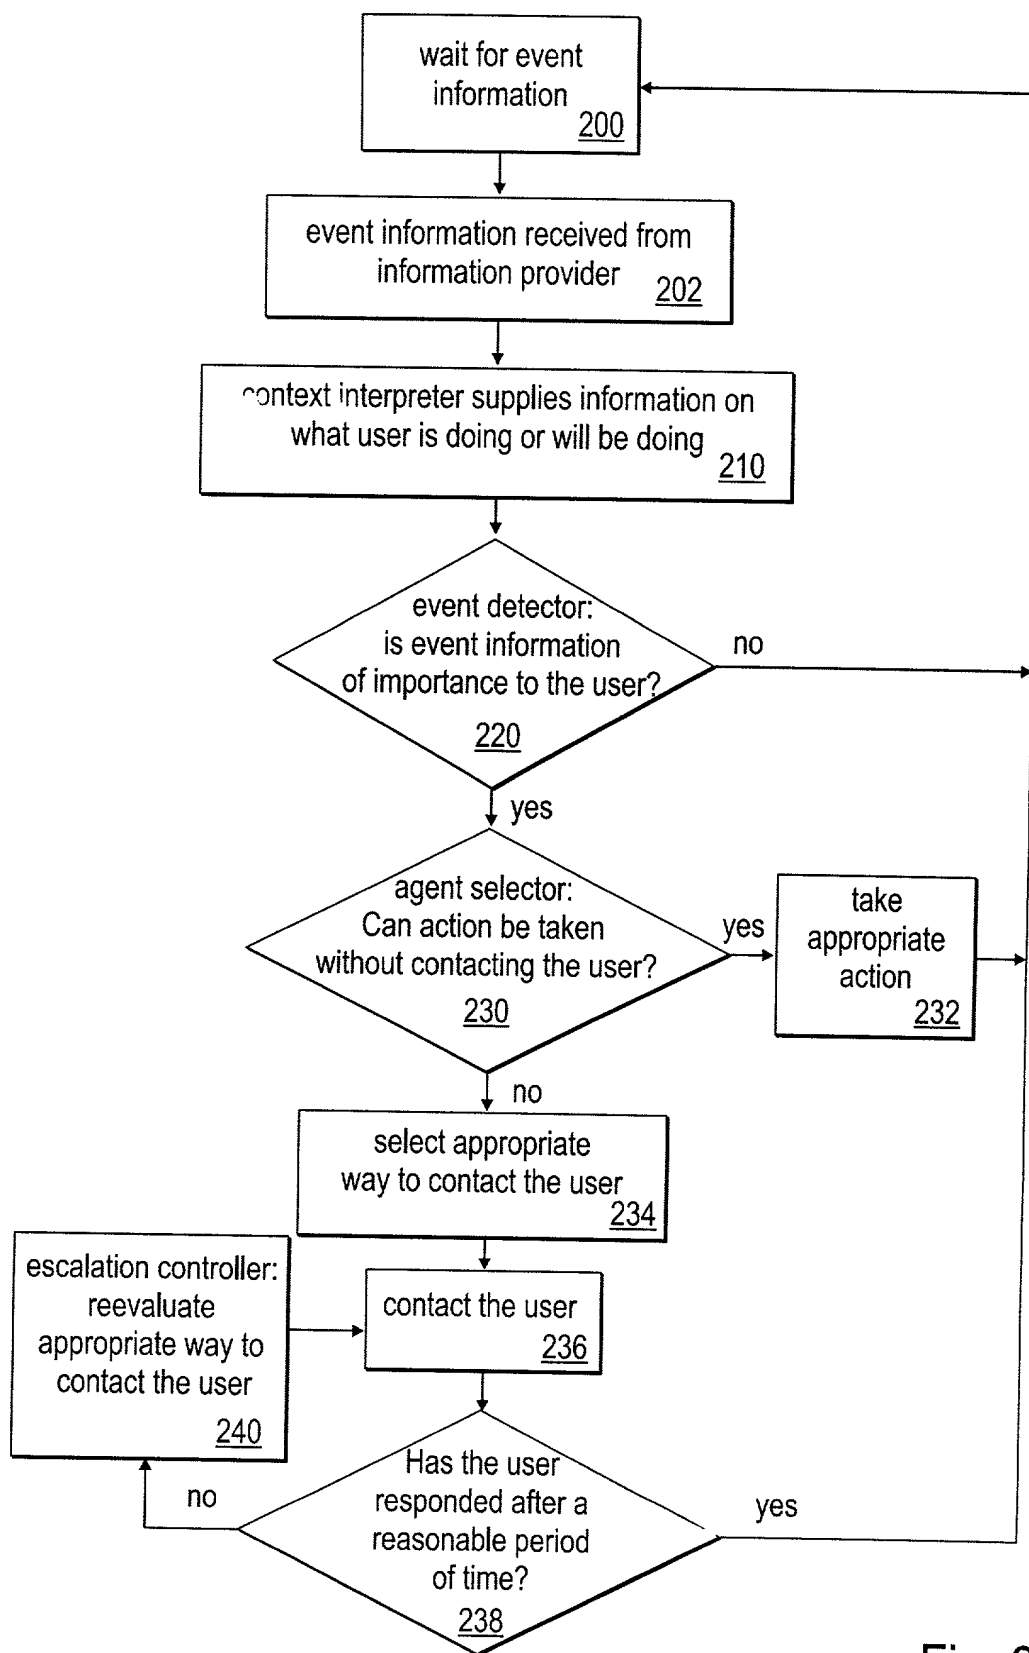 wait for event
information
200
event information received from
information provider
202
context interpreter supplies information on
what user is doing or will be doing
210
event detector:
is event information
of importance to the user?
220
no
yes
agent selector:
Can action be taken
without contacting the user?
230
yes
take
appropriate
action
232
no
select appropriate
way to contact the user
234
escalation controller:
reevaluate
appropriate way to
contact the user
240
contact the user
236
no
Has the user
responded after a
reasonable period
of time?
238
yes
Fig.